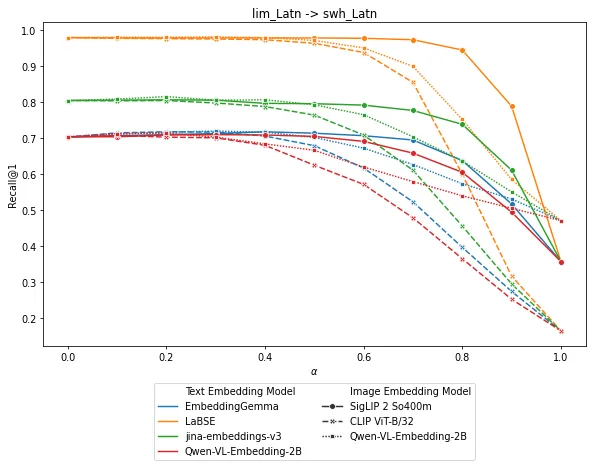 lim_Latn -> swh_Latn
Recall@1
1.0
0.9
0.8
0.7
0.6
0.5
0.4
0.3
0.2
0.0 0.2 0.4 0.6 0.8 1.0
α
Text Embedding Model
EmbeddingGemma
LaBSE
jina-embeddings-v3
Qwen-VL-Embedding-2B
Image Embedding Model
SigLIP 2 So400m
CLIP ViT-B/32
Qwen-VL-Embedding-2B